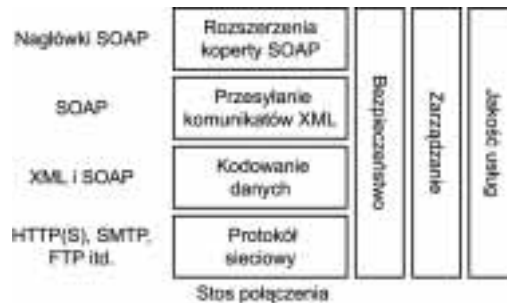 Nagłówki SOAP
Rozszerzenia
koperty SOAP
SOAP
Przesyłanie
komunikatów XML
XML i SOAP
Kodowanie
danych
HTTP(S), SMTP,
FTP itd.
Protokół
sieciowy
Stos połączenia
Bezpieczeństwo
Zarządzanie
Jakość usług